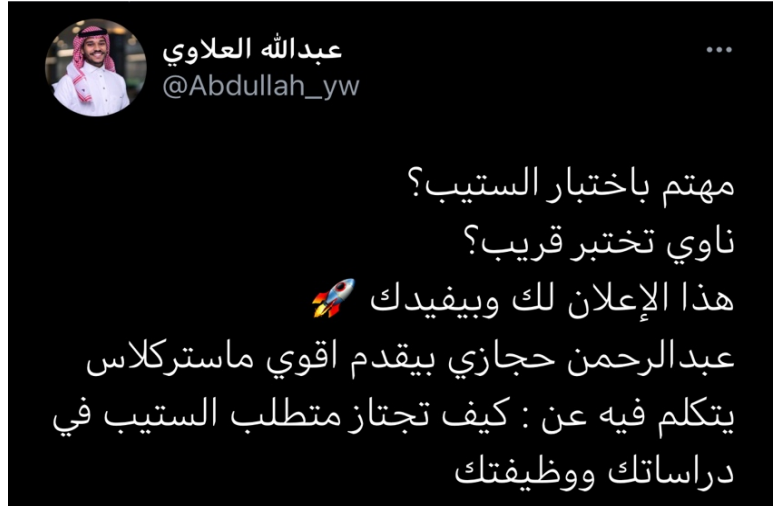 عبدالله العلاوي
@Abdullah_yw
مهتم باختبار الستيب؟
ناوي تختبر قريب؟
هذا الإعلان لك وبيفيدك 🚀
عبدالرحمن حجازي بيقدم اقوي ماستركلاس
يتكلم فيه عن : كيف تجتاز متطلب الستيب في
دراساتك ووظيفتك